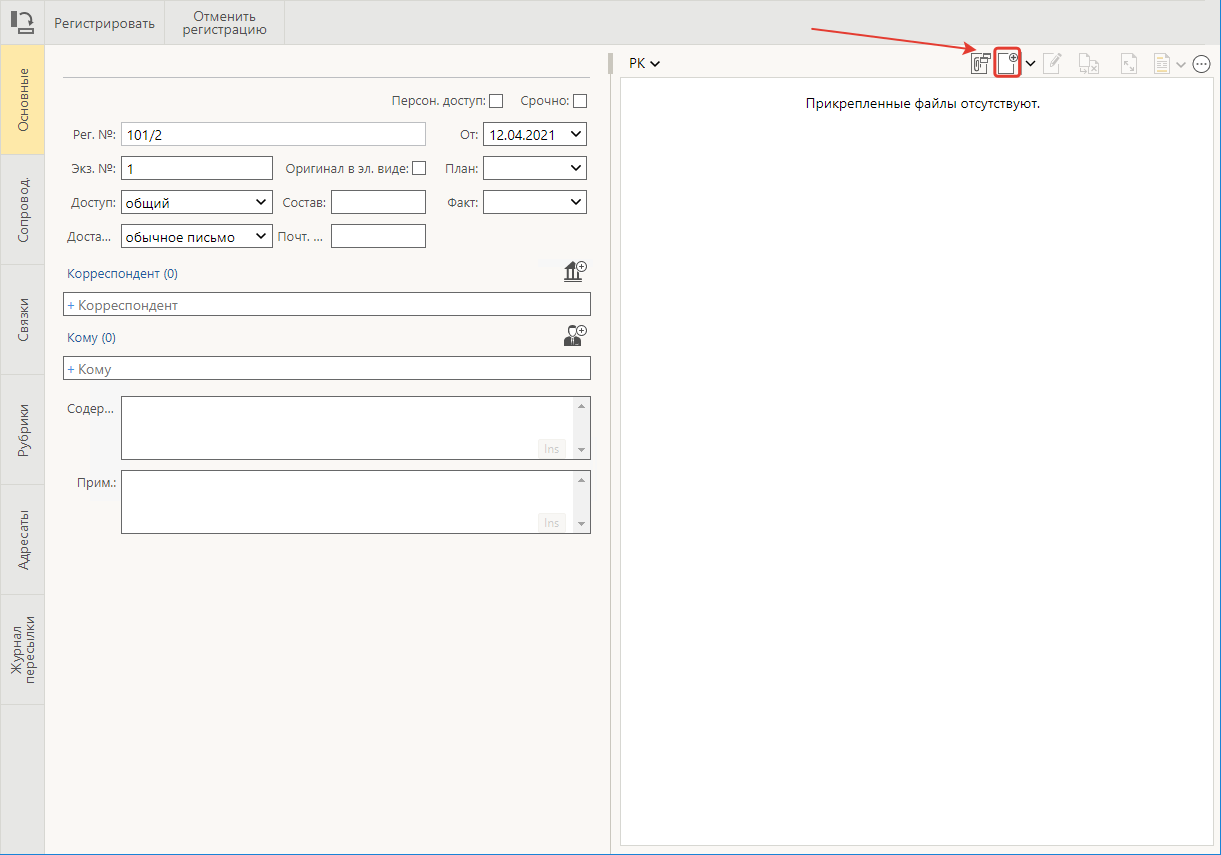 Регистрировать
Отменить
регистрацию
Основные
Сопровод.
Связки
Рубрики
Адресаты
Журнал
пересылки
Персон. доступ:
Срочно:
Рег. №: 101/2
От: 12.04.2021
Экз. №: 1
Оригинал в эл. виде:
План:
Доступ: общий
Состав:
Факт:
Доста... обычное письмо
Почт. ...
Корреспондент (0)
+ Корреспондент
Кому (0)
+ Кому
Содер...
Ins
Прим.:
Ins
РК
Прикрепленные файлы отсутствуют.